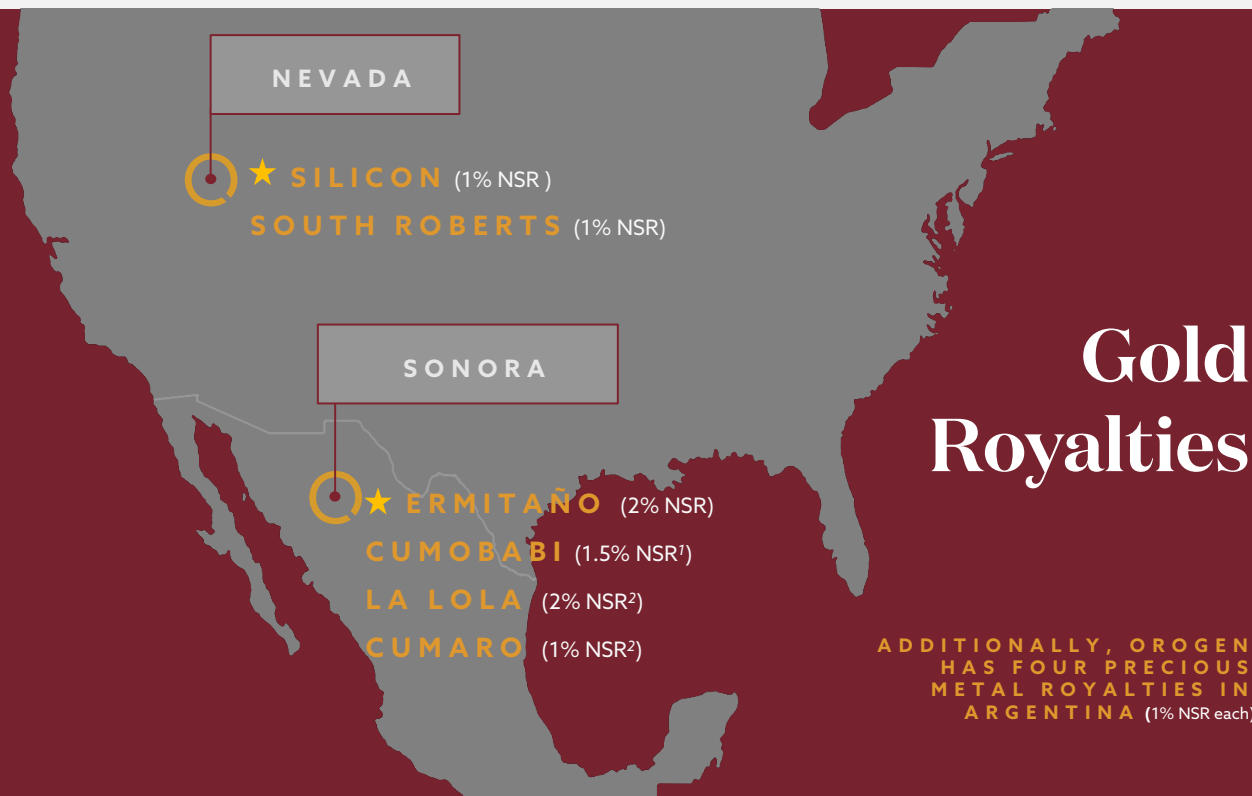 NEVADA
★ SILICON (1% NSR )
SOUTH ROBERTS (1% NSR)
SONORA
★ ERMITAÑO (2% NSR)
CUMOBABI (1.5% NSR¹)
LA LOLA (2% NSR²)
CUMARO (1% NSR²)
Gold
Royalties
ADDITIONALLY, OROGEN
HAS FOUR PRECIOUS
METAL ROYALTIES IN
ARGENTINA (1% NSR each)